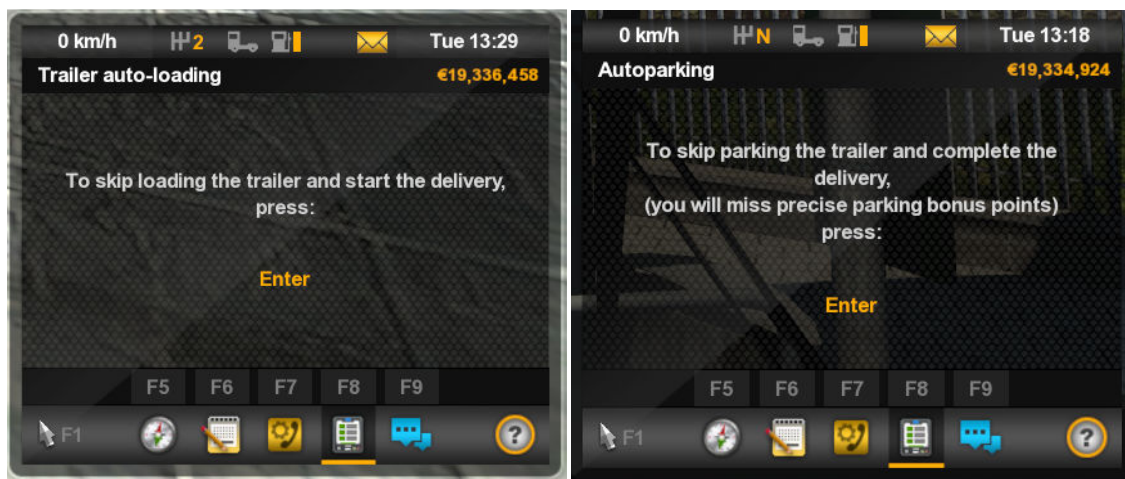 0 km/h 2 Tue 13:29
Trailer auto-loading €19,336,458
To skip loading the trailer and start the delivery,
press:
Enter
F5 F6 F7 F8 F9
F1 ?
0 km/h N Tue 13:18
Autoparking €19,334,924
To skip parking the trailer and complete the
delivery,
(you will miss precise parking bonus points)
press:
Enter
F5 F6 F7 F8 F9
F1 ?